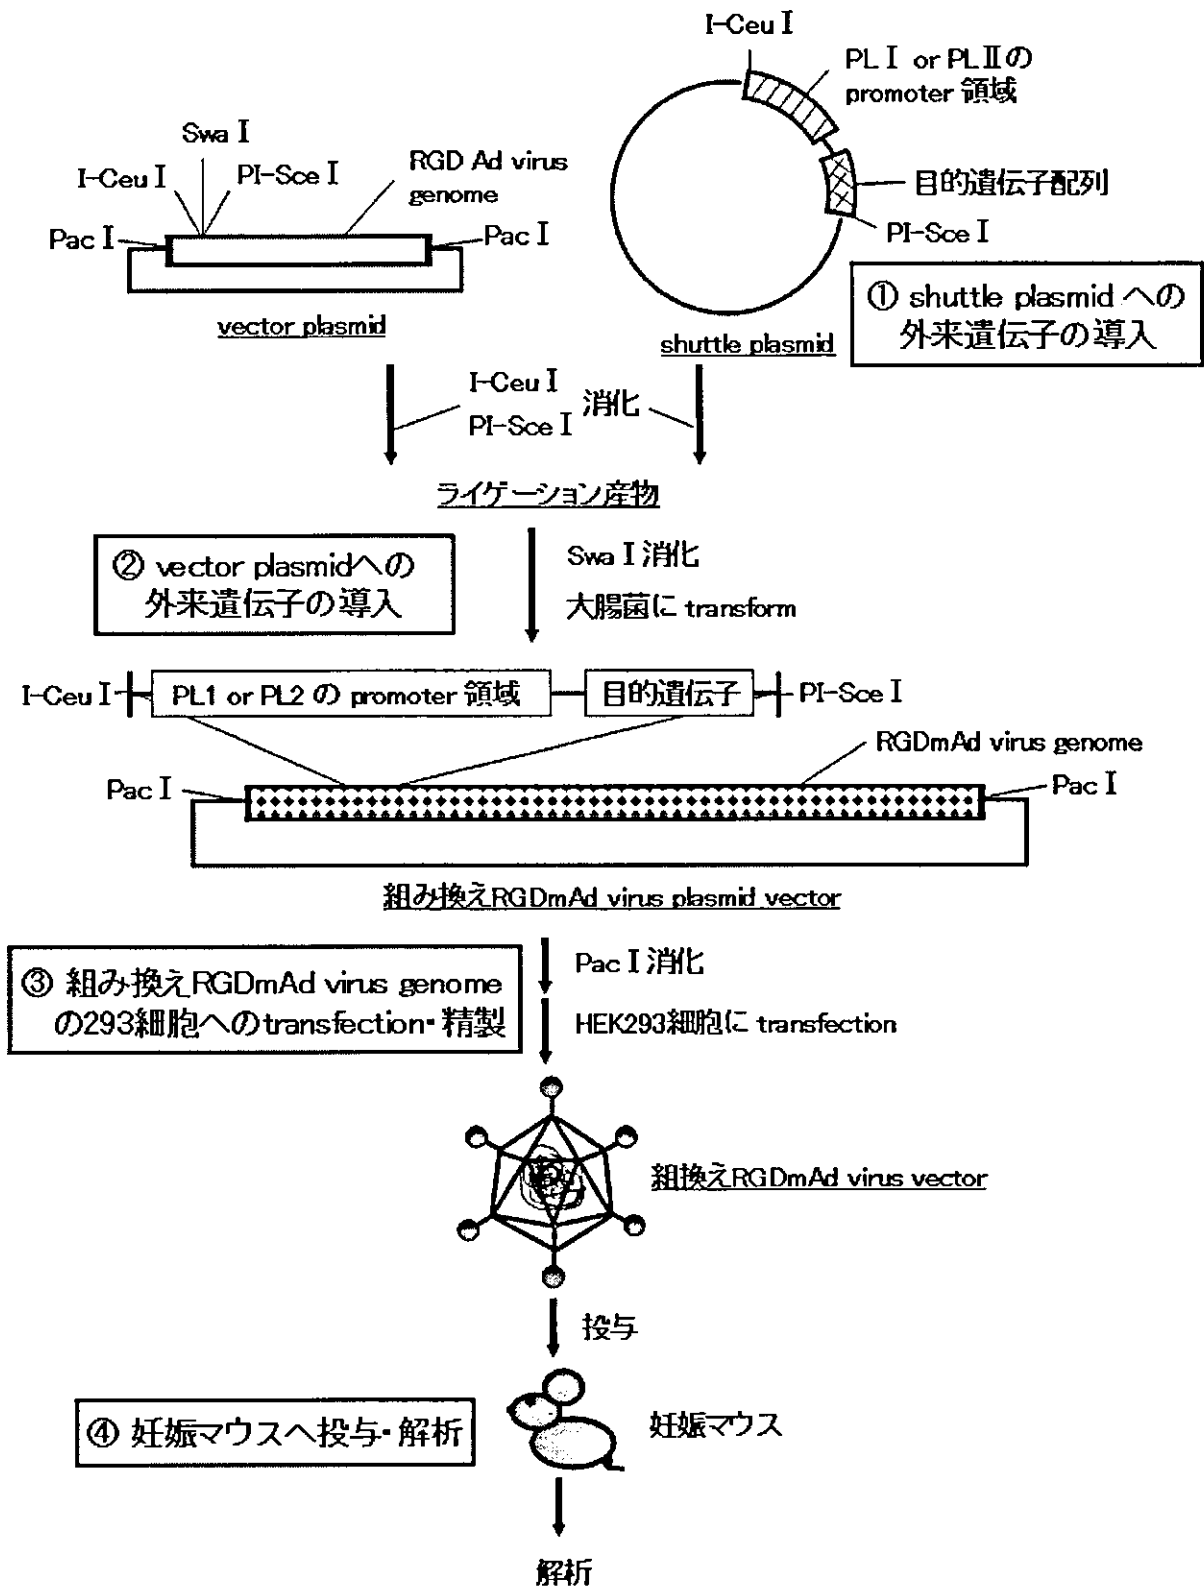 I-Ceu Ⅰ
PL Ⅰ or PL Ⅱの
promoter 領域
Swa Ⅰ
I-Ceu Ⅰ
PI-Sce Ⅰ
RGD Ad virus
genome
目的遺伝子配列
Pac Ⅰ
Pac Ⅰ
PI-Sce Ⅰ
vector plasmid
shuttle plasmid
① shuttle plasmid への
外来遺伝子の導入
I-Ceu Ⅰ
PI-Sce Ⅰ
消化
ライゲーション産物
② vector plasmidへの
外来遺伝子の導入
Swa Ⅰ 消化
大腸菌に transform
I-Ceu Ⅰ
PL1 or PL2 の promoter 領域
目的遺伝子
PI-Sce Ⅰ
RGDmAd virus genome
Pac Ⅰ
Pac Ⅰ
組み換えRGDmAd virus plasmid vector
③ 組み換えRGDmAd virus genome
の293細胞へのtransfection・精製
Pac Ⅰ 消化
HEK293細胞に transfection
組換えRGDmAd virus vector
投与
④ 妊娠マウスへ投与・解析
妊娠マウス
解析